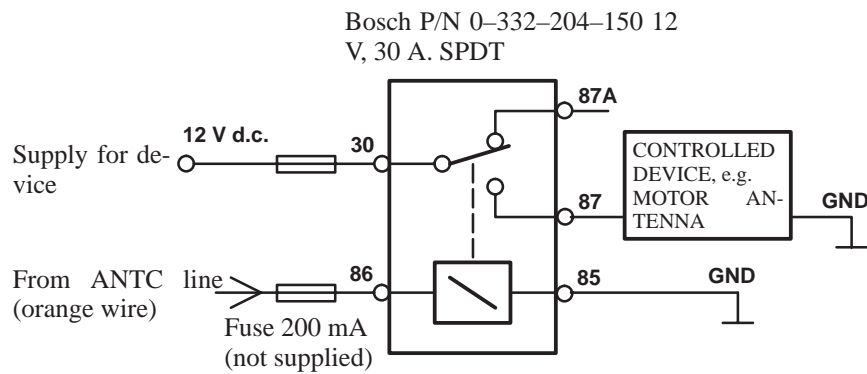 Bosch P/N 0–332–204–150 12
V, 30 A. SPDT
87A
12 V d.c.
30
Supply for de-
vice
CONTROLLED
DEVICE, e.g.
MOTOR AN-
TENNA
87
GND
From ANTC line
(orange wire)
86
85
GND
Fuse 200 mA
(not supplied)